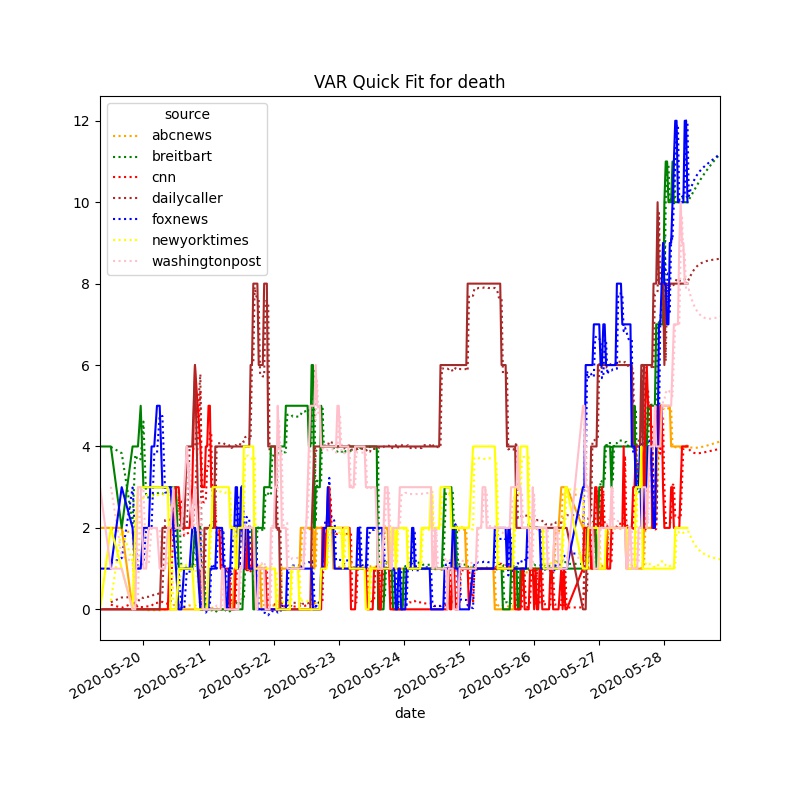 VAR Quick Fit for death
source
abcnews
breitbart
cnn
dailycaller
foxnews
newyorktimes
washingtonpost
12
10
8
6
4
2
0
2020-05-20
2020-05-21
2020-05-22
2020-05-23
2020-05-24
2020-05-25
2020-05-26
2020-05-27
2020-05-28
date